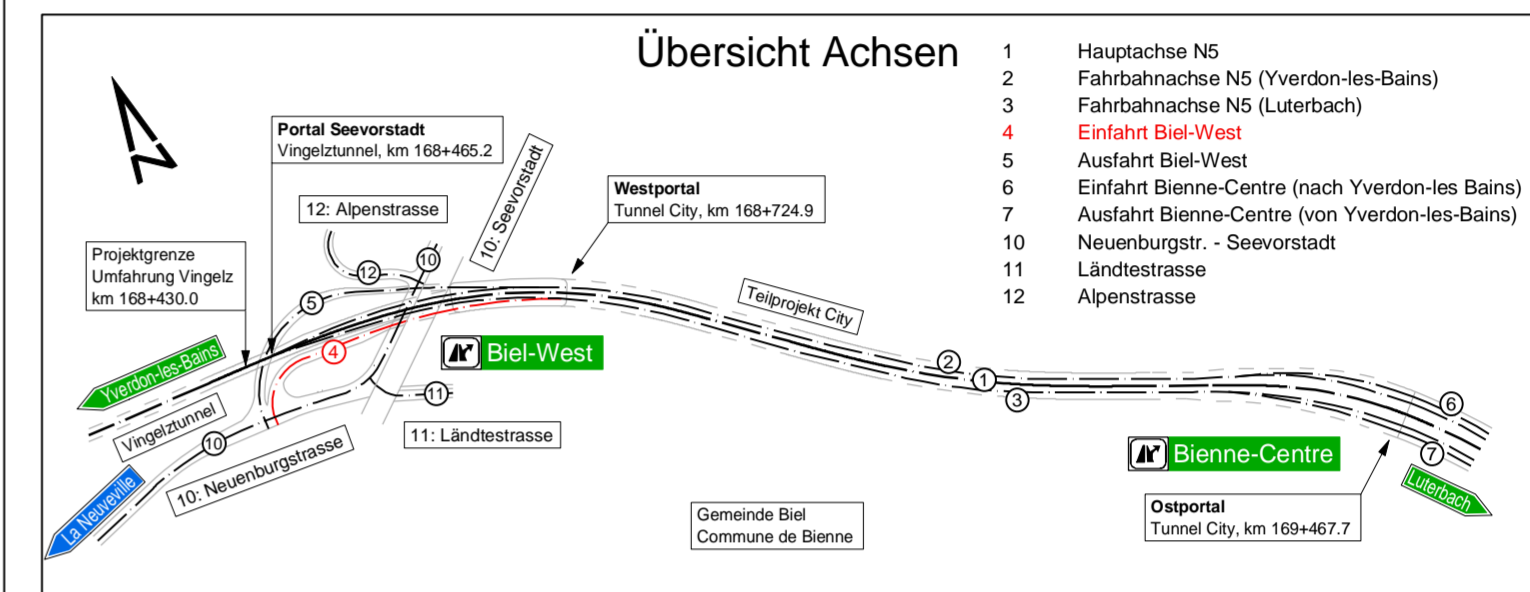 Übersicht Achsen
1 Hauptachse N5
2 Fahrbahnachse N5 (Yverdon-les-Bains)
3 Fahrbahnachse N5 (Luterbach)
4 Einfahrt Biel-West
5 Ausfahrt Biel-West
6 Einfahrt Bienne-Centre (nach Yverdon-les Bains)
7 Ausfahrt Bienne-Centre (von Yverdon-les-Bains)
10 Neuenburgstr. - Seevorstadt
11 Ländtestrasse
12 Alpenstrasse
Portal Seevorstadt
Vingelztunnel, km 168+465.2
10: Seevorstadt
Westportal
Tunnel City, km 168+724.9
12: Alpenstrasse
Projektgrenze
Umfahrung Vingelz
km 168+430.0
12
10
5
4
Teilprojekt City
Biel-West
Yverdon-les-Bains
Vingelztunnel
10
11
11: Ländtestrasse
10: Neuenburgstrasse
La Neuveville
2
1
3
6
7
Bienne-Centre
Luterbach
Ostportal
Tunnel City, km 169+467.7
Gemeinde Biel
Commune de Bienne